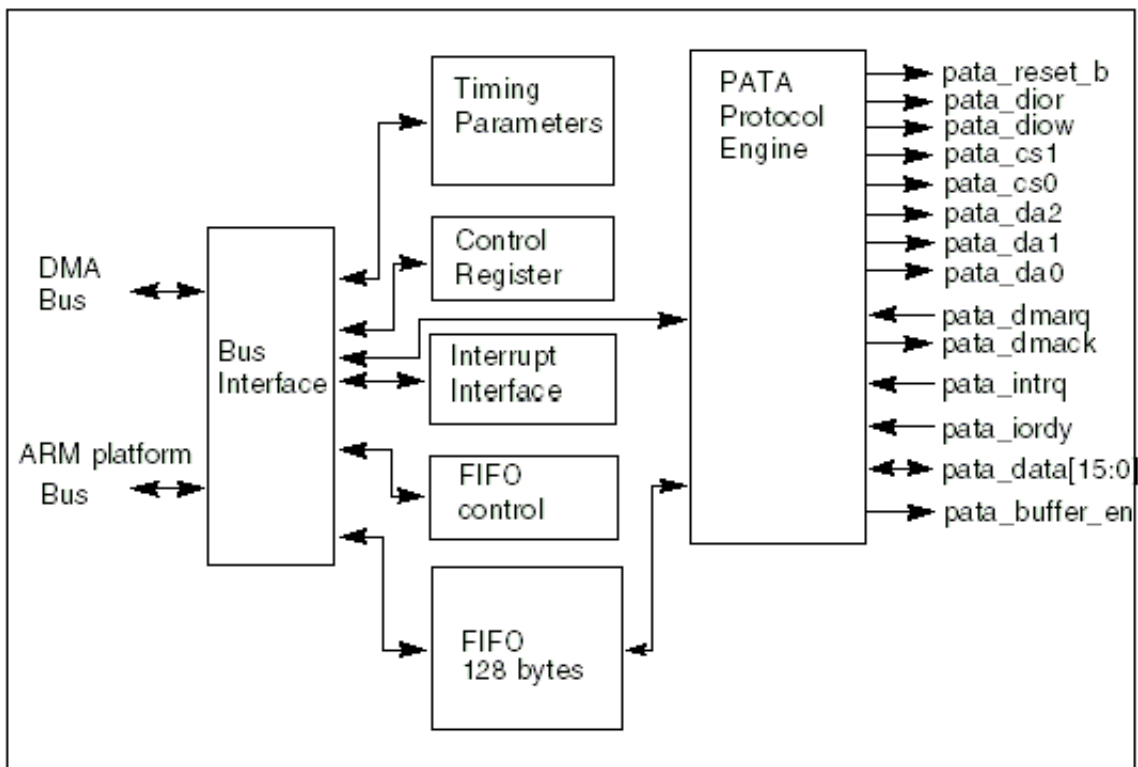 DMA
Bus
ARM platform
Bus
Bus
Interface
Timing
Parameters
Control
Register
Interrupt
Interface
FIFO
control
FIFO
128 bytes
PATA
Protocol
Engine
pata_reset_b
pata_dior
pata_diow
pata_cs1
pata_cs0
pata_da2
pata_da1
pata_da0
pata_dmarq
pata_dmack
pata_intrq
pata_iordy
pata_data[15:0]
pata_buffer_en